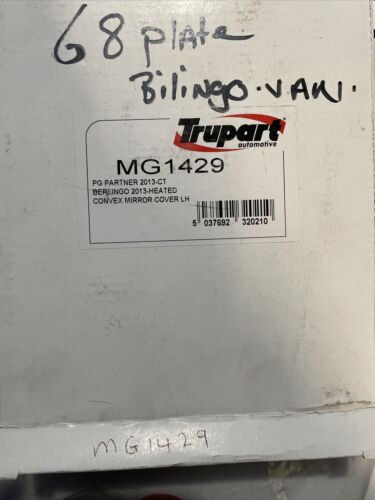 68 plate
Bilingo.VAN.
Trupart
automotive
MG1429
PG PARTNER 2013-CT
BERLINGO 2013-HEATED
CONVEX MIRROR COVER LH
5 037692 320210
MG1429